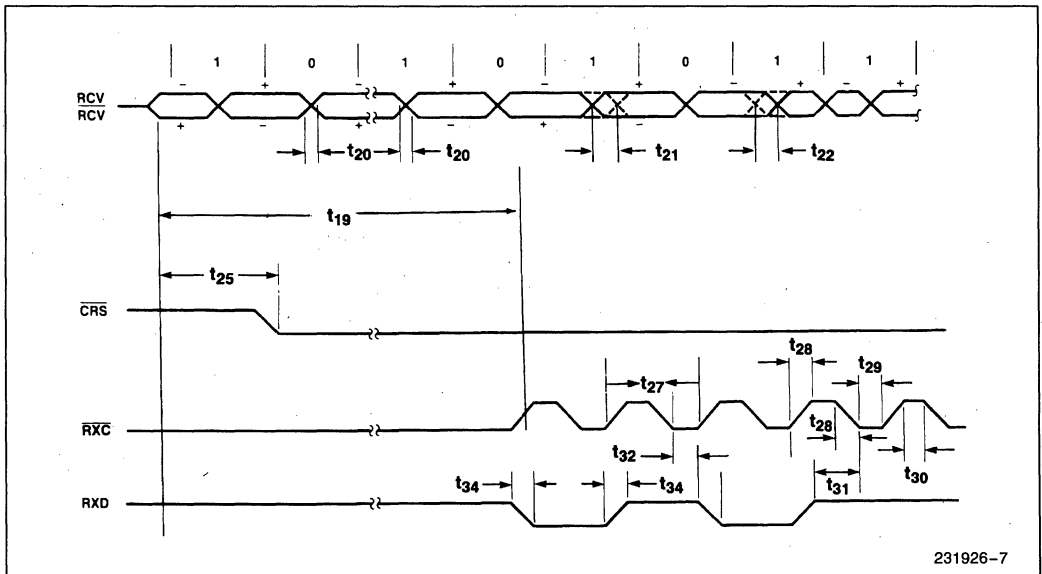 1 0 1 0 1 0 1 1
− + − + − + − + − +
RCV
RCV
+ − + − + −
t20 t20 t21 t22
t19
t25
CRS
t28
t29
t27
RXC
t28
t32
t30
t34 t34
t31
RXD
231926-7